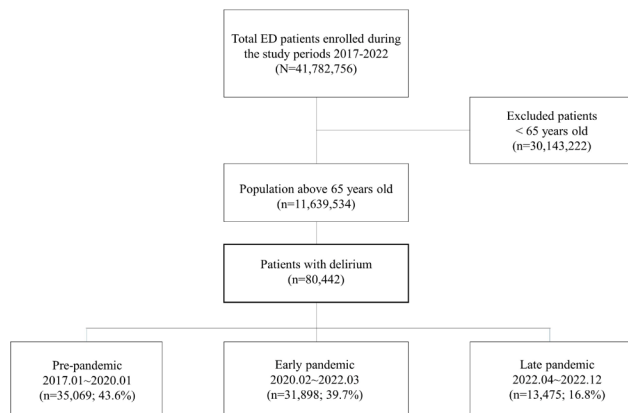 Total ED patients enrolled during
the study periods 2017-2022
(N=41,782,756)
Excluded patients
< 65 years old
(n=30,143,222)
Population above 65 years old
(n=11,639,534)
Patients with delirium
(n=80,442)
Pre-pandemic
2017.01~2020.01
(n=35,069; 43.6%)
Early pandemic
2020.02~2022.03
(n=31,898; 39.7%)
Late pandemic
2022.04~2022.12
(n=13,475; 16.8%)